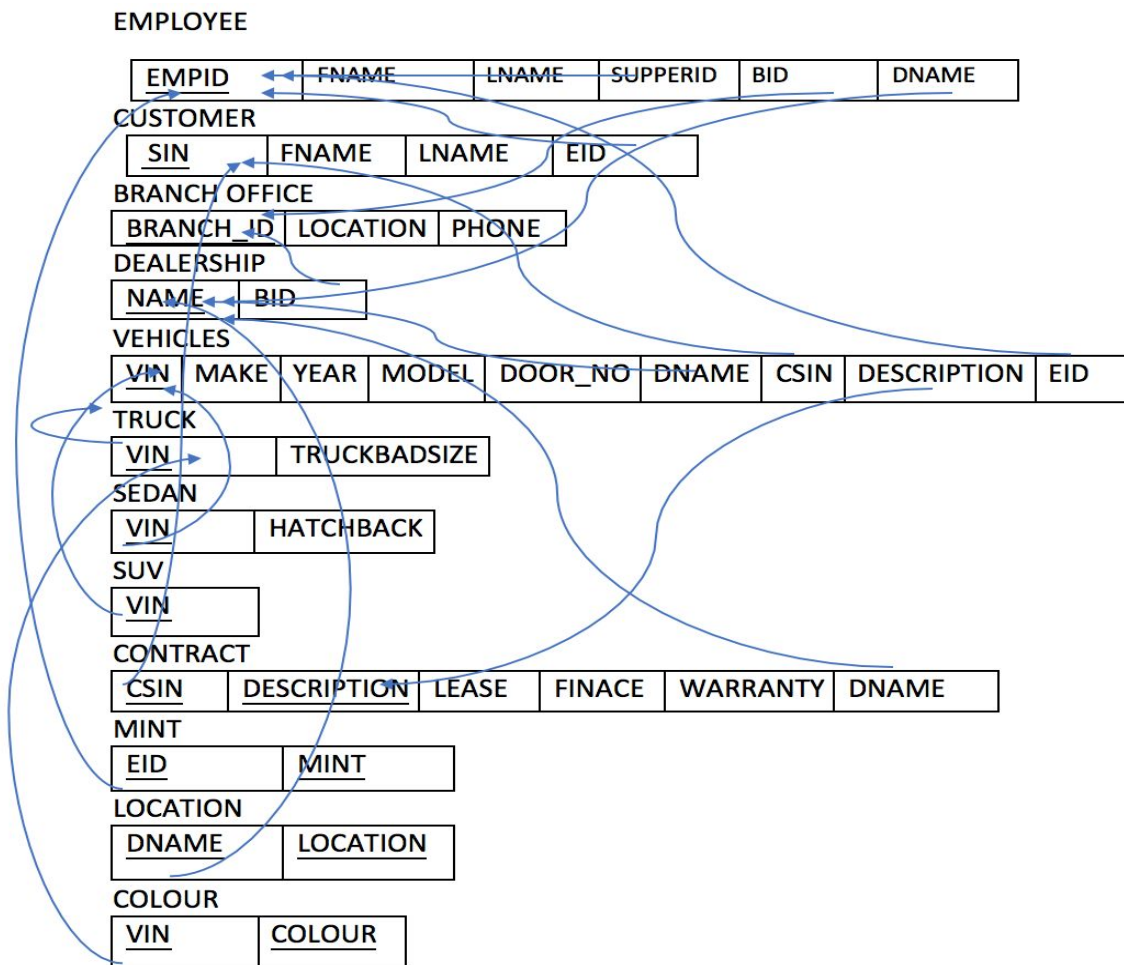 EMPLOYEE
EMPID FNAME LNAME SUPPERID BID DNAME
CUSTOMER
SIN FNAME LNAME EID
BRANCH OFFICE
BRANCH_ID LOCATION PHONE
DEALERSHIP
NAME BID
VEHICLES
VIN MAKE YEAR MODEL DOOR_NO DNAME CSIN DESCRIPTION EID
TRUCK
VIN TRUCKBADSIZE
SEDAN
VIN HATCHBACK
SUV
VIN
CONTRACT
CSIN DESCRIPTION LEASE FINACE WARRANTY DNAME
MINT
EID MINT
LOCATION
DNAME LOCATION
COLOUR
VIN COLOUR